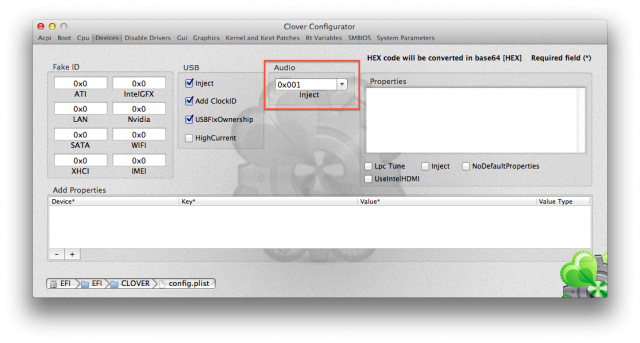 Clover Configurator
Acpi Boot Cpu Devices Disable Drivers Gui Graphics Kernel and Kext Patches Rt Variables SMBIOS System Parameters
HEX code will be converted in base64 [HEX] Required field (*)
Fake ID
0x0 0x0
ATI IntelGFX
0x0 0x0
LAN Nvidia
0x0 0x0
SATA WIFI
0x0 0x0
XHCI IMEI
USB
Inject
Add ClockID
USBFixOwnership
HighCurrent
Audio
0x001
Inject
Properties
Lpc Tune Inject NoDefaultProperties
UseIntelHDMI
Add Properties
Device* Key* Value* Value Type
- +
EFI EFI CLOVER config.plist